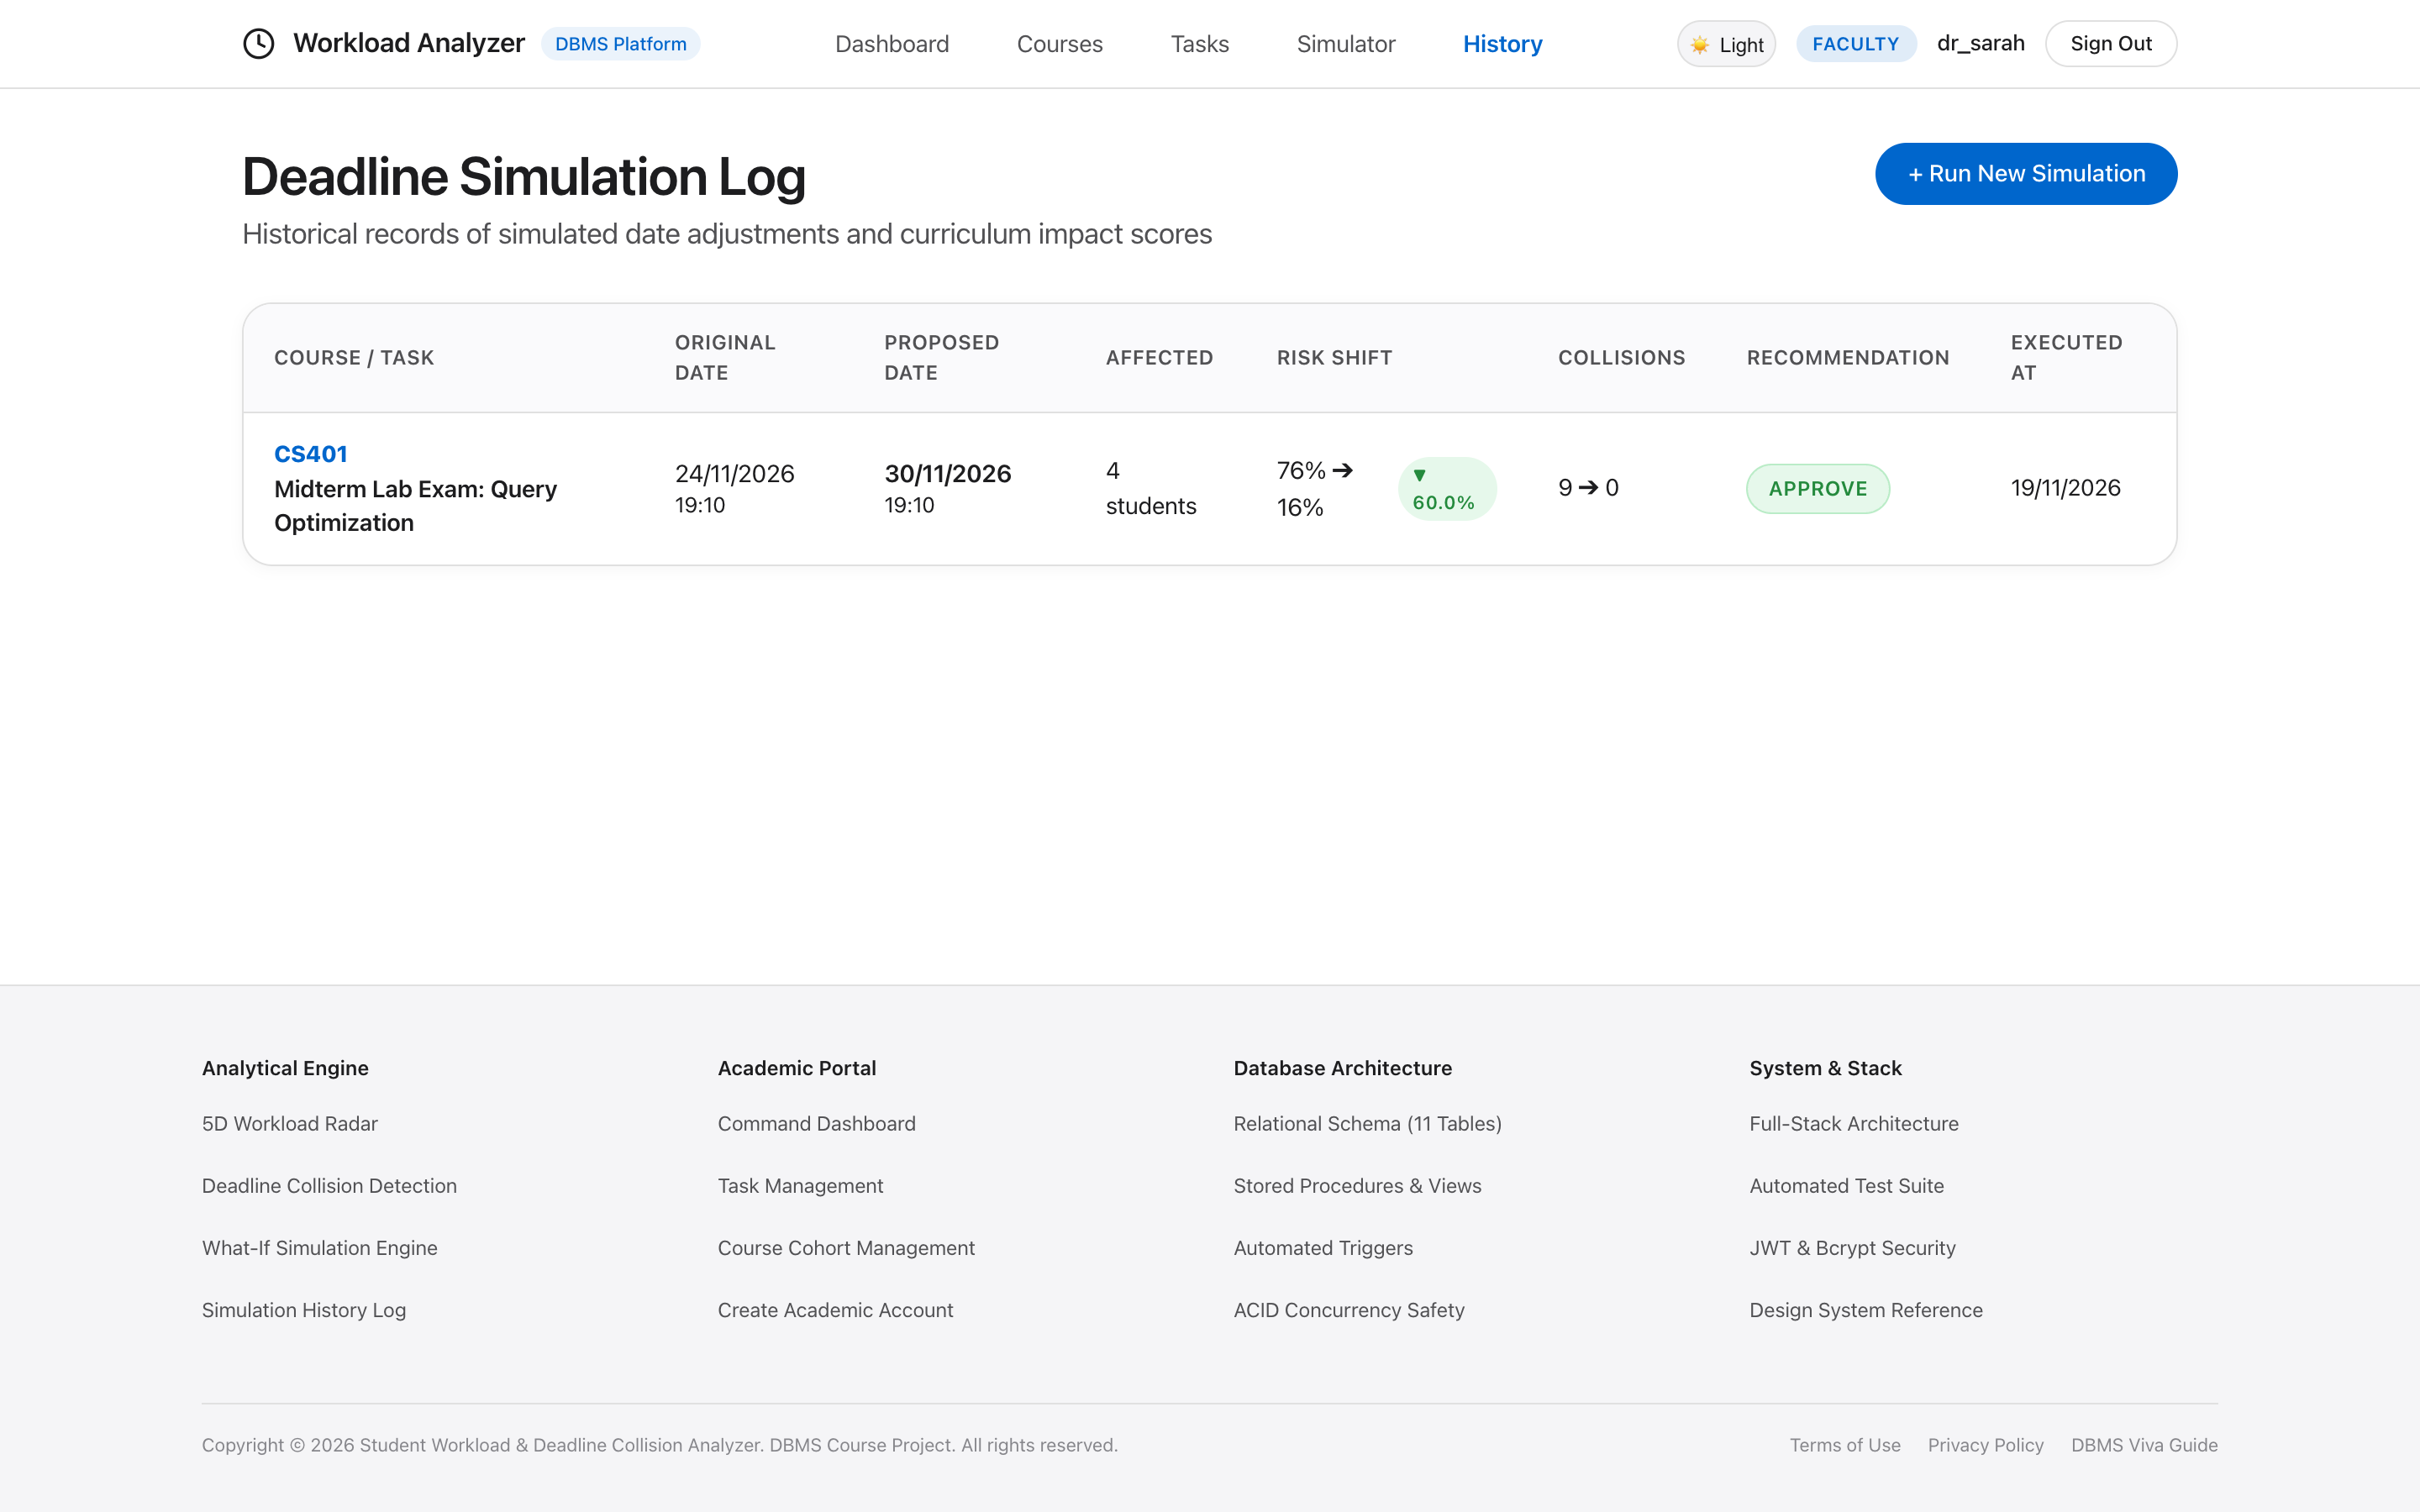 Workload Analyzer DBMS Platform Dashboard Courses Tasks Simulator History Light FACULTY dr_sarah Sign Out
Deadline Simulation Log
+ Run New Simulation
Historical records of simulated date adjustments and curriculum impact scores
COURSE / TASK ORIGINAL DATE PROPOSED DATE AFFECTED RISK SHIFT COLLISIONS RECOMMENDATION EXECUTED AT
CS401
Midterm Lab Exam: Query
Optimization
24/11/2026
19:10
30/11/2026
19:10
4
students
76% ➔
16%
▼
60.0%
9 ➔ 0
APPROVE
19/11/2026
Analytical Engine
5D Workload Radar
Deadline Collision Detection
What-If Simulation Engine
Simulation History Log
Academic Portal
Command Dashboard
Task Management
Course Cohort Management
Create Academic Account
Database Architecture
Relational Schema (11 Tables)
Stored Procedures & Views
Automated Triggers
ACID Concurrency Safety
System & Stack
Full-Stack Architecture
Automated Test Suite
JWT & Bcrypt Security
Design System Reference
Copyright © 2026 Student Workload & Deadline Collision Analyzer. DBMS Course Project. All rights reserved.
Terms of Use Privacy Policy DBMS Viva Guide